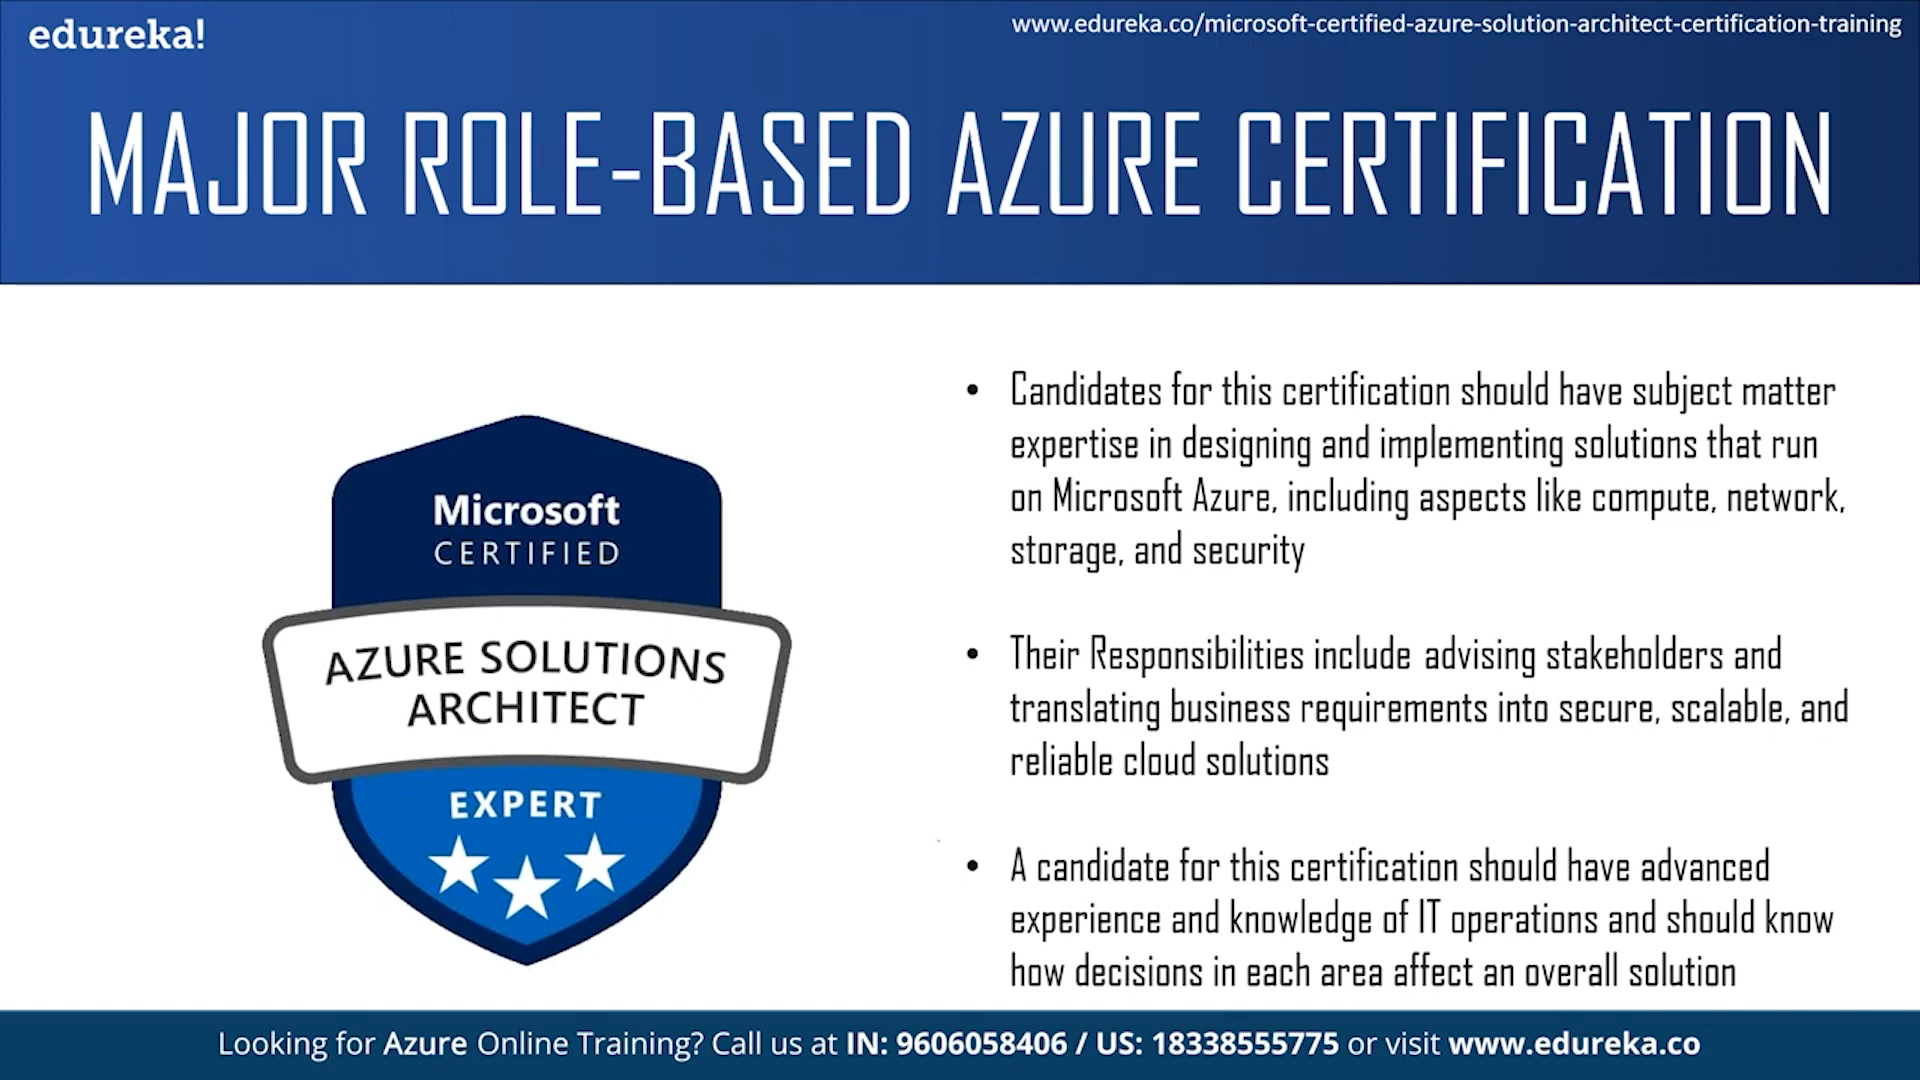 edureka!
www.edureka.co/microsoft-certified-azure-solution-architect-certification-training
MAJOR ROLE-BASED AZURE CERTIFICATION
Microsoft
CERTIFIED
AZURE SOLUTIONS
ARCHITECT
EXPERT
• Candidates for this certification should have subject matter
expertise in designing and implementing solutions that run
on Microsoft Azure, including aspects like compute, network,
storage, and security
• Their Responsibilities include advising stakeholders and
translating business requirements into secure, scalable, and
reliable cloud solutions
• A candidate for this certification should have advanced
experience and knowledge of IT operations and should know
how decisions in each area affect an overall solution
Looking for Azure Online Training? Call us at IN: 9606058406 / US: 18338555775 or visit www.edureka.co